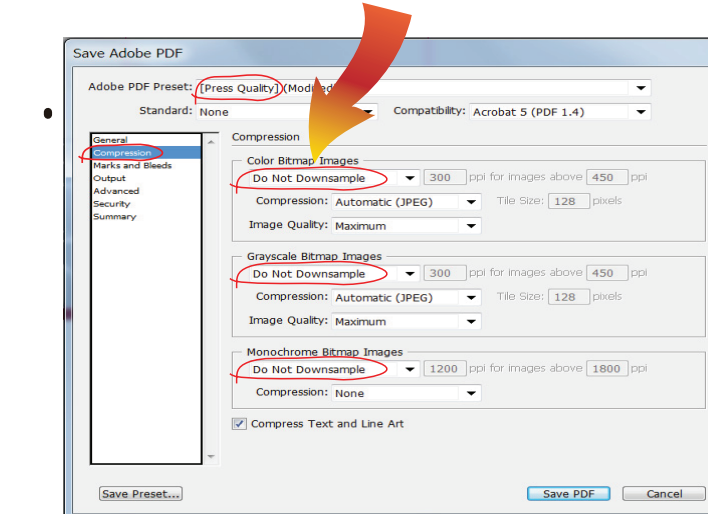 Save Adobe PDF
Adobe PDF Preset: [Press Quality] (Modified
Standard: None Compatibility: Acrobat 5 (PDF 1.4)
General
Compression
Marks and Bleeds
Output
Advanced
Security
Summary
Compression
Color Bitmap Images
Do Not Downsample 300 ppi for images above 450 ppi
Compression: Automatic (JPEG) Tile Size: 128 pixels
Image Quality: Maximum
Grayscale Bitmap Images
Do Not Downsample 300 ppi for images above 450 ppi
Compression: Automatic (JPEG) Tile Size: 128 pixels
Image Quality: Maximum
Monochrome Bitmap Images
Do Not Downsample 1200 ppi for images above 1800 ppi
Compression: None
Compress Text and Line Art
Save Preset... Save PDF Cancel